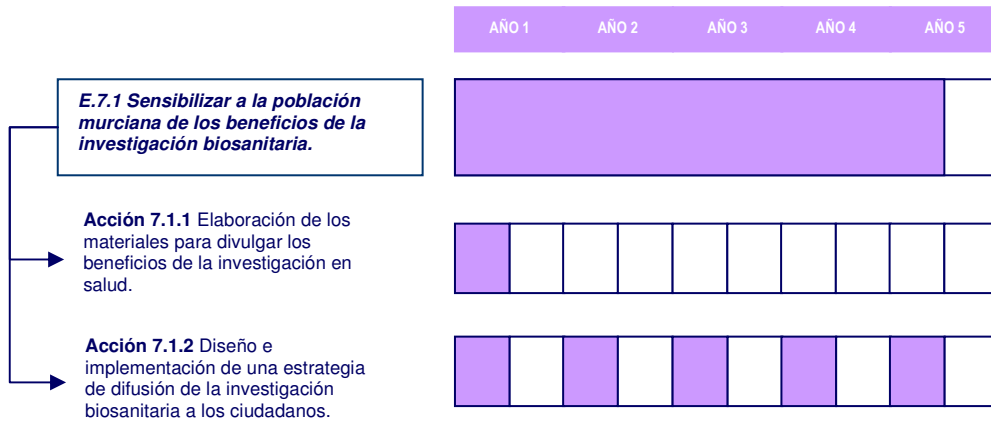 AÑO 1 AÑO 2 AÑO 3 AÑO 4 AÑO 5
E.7.1 Sensibilizar a la población
murciana de los beneficios de la
investigación biosanitaria.
Acción 7.1.1 Elaboración de los
materiales para divulgar los
beneficios de la investigación en
salud.
Acción 7.1.2 Diseño e
implementación de una estrategia
de difusión de la investigación
biosanitaria a los ciudadanos.